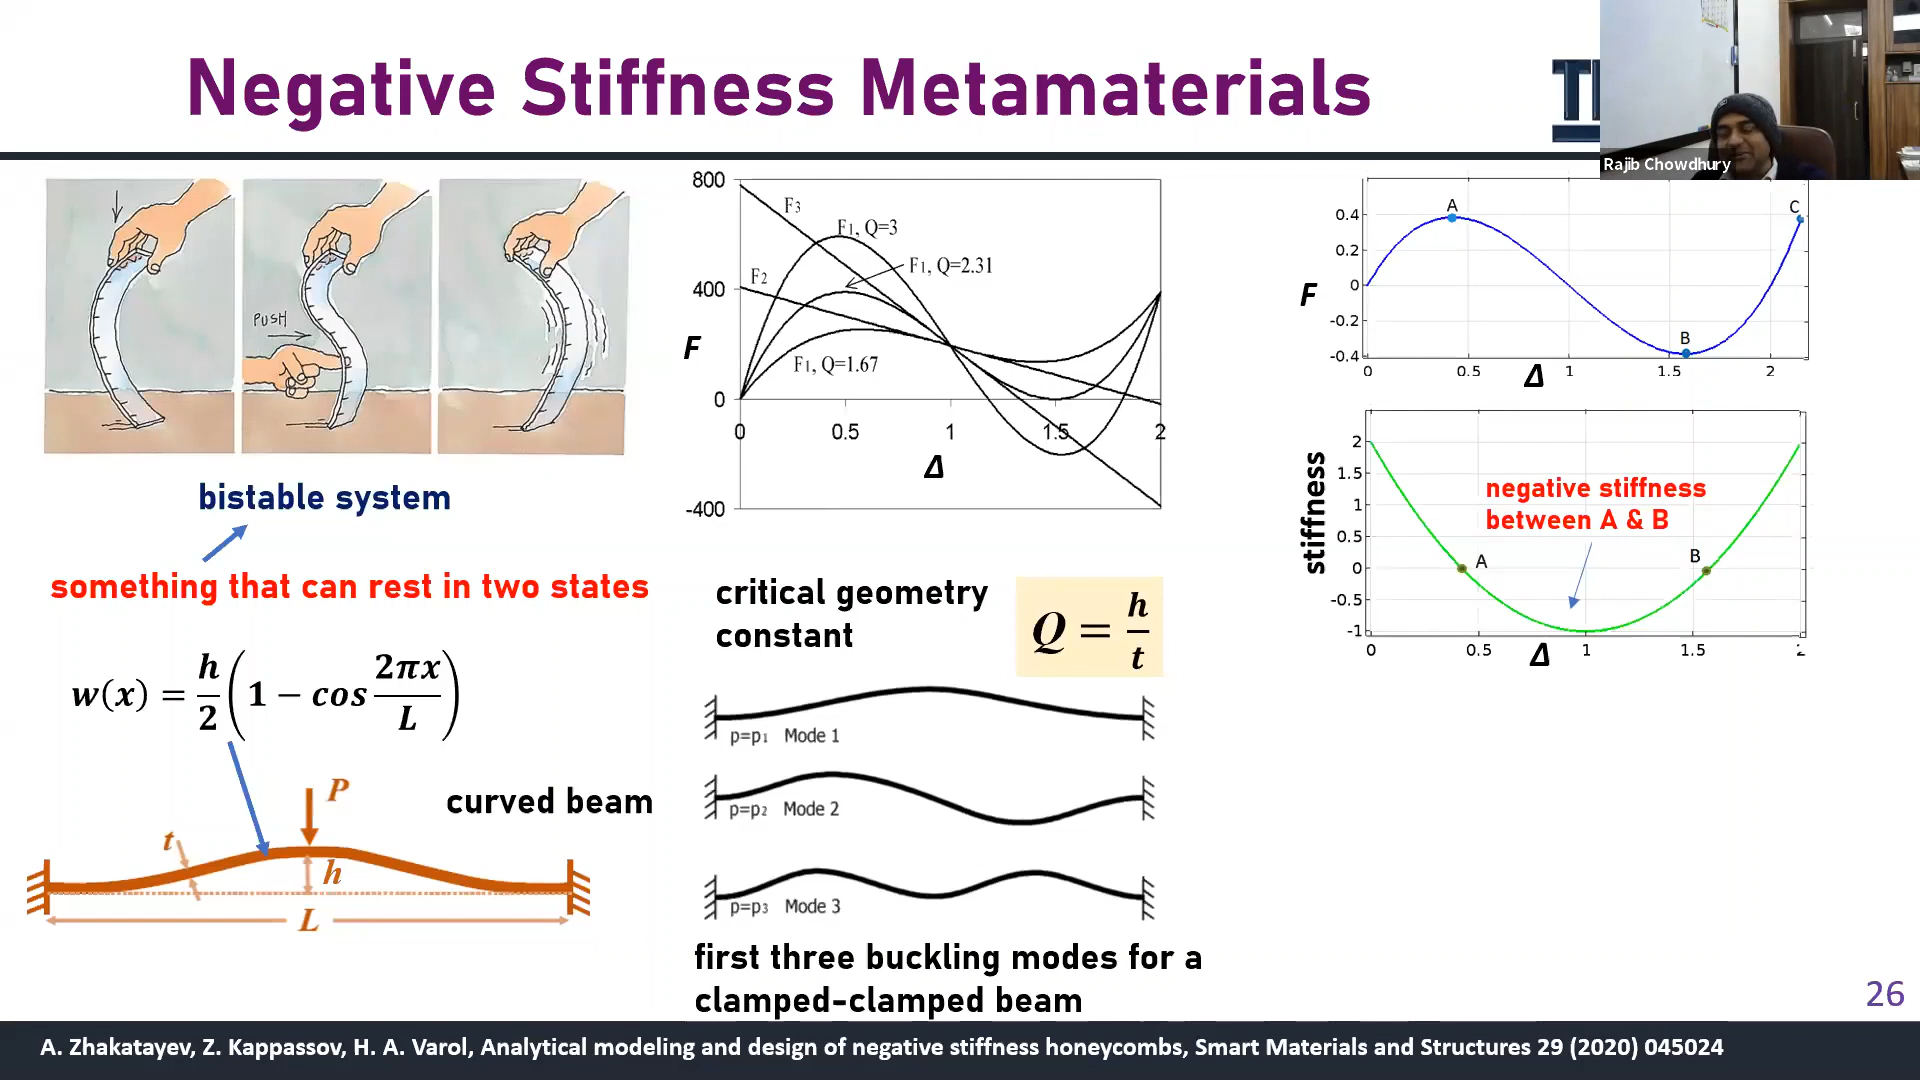 Negative Stiffness Metamaterials
Rajib Chowdhury
PUSH
bistable system
something that can rest in two states
w(x) = h/2 (1 − cos 2πx/L)
curved beam
P
t
h
L
800
400
0
-400
F
F3
F1, Q=3
F1, Q=2.31
F2
F1, Q=1.67
0 0.5 1 1.5 2
Δ
critical geometry
constant
Q = h/t
p=p1 Mode 1
p=p2 Mode 2
p=p3 Mode 3
first three buckling modes for a
clamped-clamped beam
A
C
B
0.4
0.2
0
-0.2
-0.4
F
0 0.5 1 1.5 2
Δ
stiffness
2
1.5
1
0.5
0
-0.5
-1
negative stiffness
between A & B
A
B
0 0.5 1 1.5
Δ
26
A. Zhakatayev, Z. Kappassov, H. A. Varol, Analytical modeling and design of negative stiffness honeycombs, Smart Materials and Structures 29 (2020) 045024